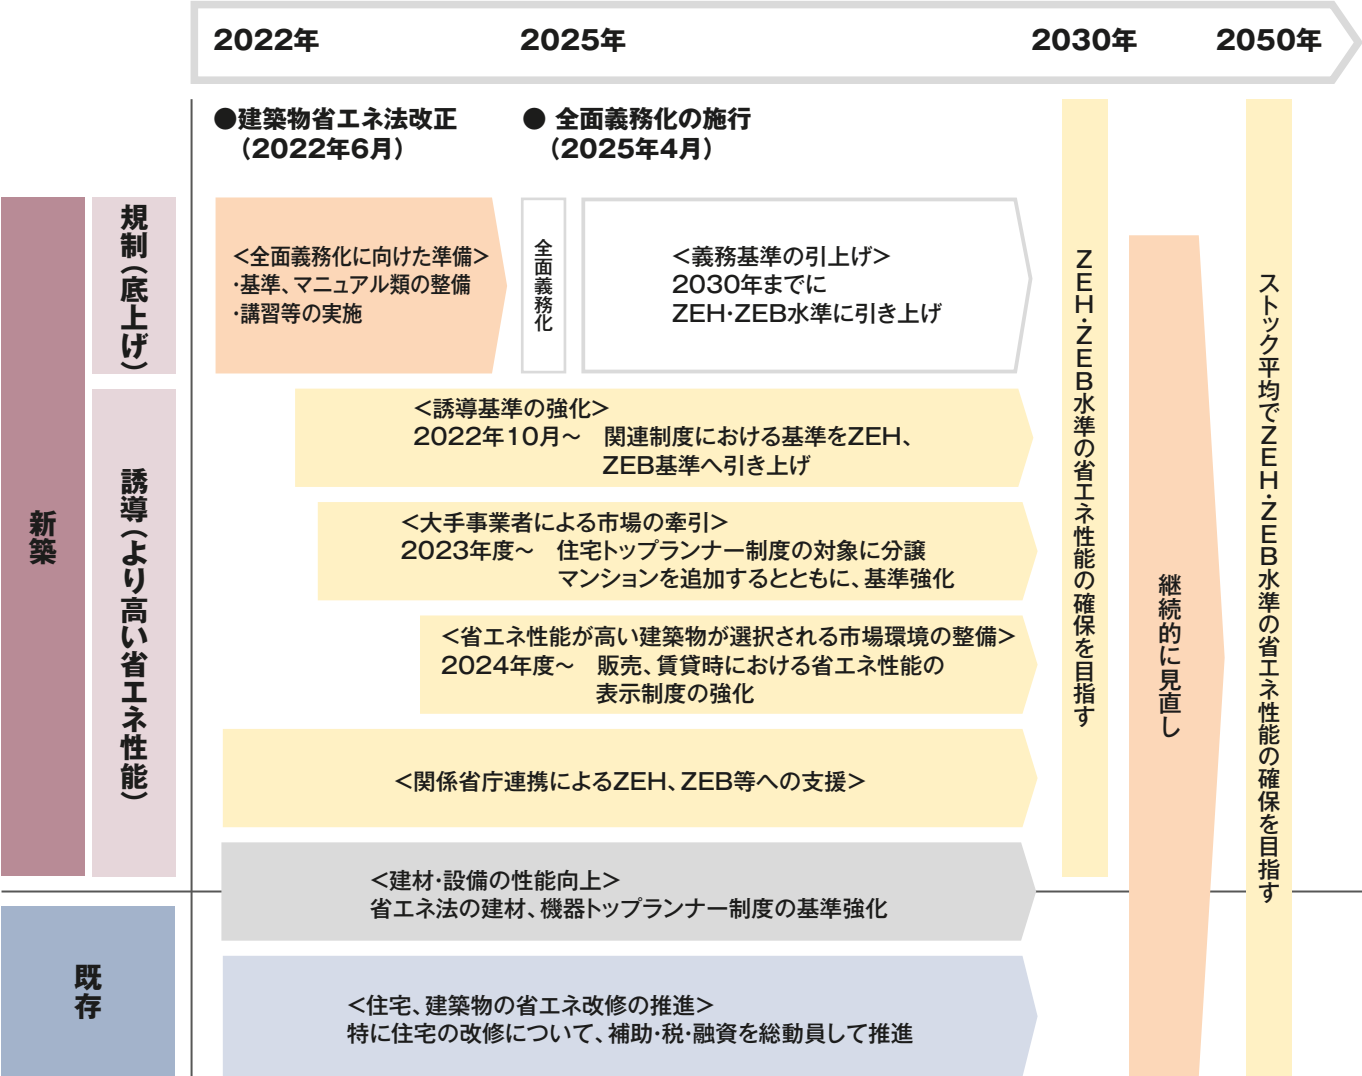 2022年
2025年
2030年
2050年
●建築物省エネ法改正
（2022年6月）
● 全面義務化の施行
（2025年4月）
新築
規制（底上げ）
＜全面義務化に向けた準備＞
・基準、マニュアル類の整備
・講習等の実施
全面義務化
＜義務基準の引上げ＞
2030年までに
ZEH・ZEB水準に引き上げ
誘導（より高い省エネ性能）
＜誘導基準の強化＞
2022年10月〜　関連制度における基準をZEH、
ZEB基準へ引き上げ
＜大手事業者による市場の牽引＞
2023年度〜　住宅トップランナー制度の対象に分譲
マンションを追加するとともに、基準強化
＜省エネ性能が高い建築物が選択される市場環境の整備＞
2024年度〜　販売、賃貸時における省エネ性能の
表示制度の強化
＜関係省庁連携によるZEH、ZEB等への支援＞
＜建材・設備の性能向上＞
省エネ法の建材、機器トップランナー制度の基準強化
既存
＜住宅、建築物の省エネ改修の推進＞
特に住宅の改修について、補助・税・融資を総動員して推進
ZEH・ZEB水準の省エネ性能の確保を目指す
継続的に見直し
ストック平均でZEH・ZEB水準の省エネ性能の確保を目指す